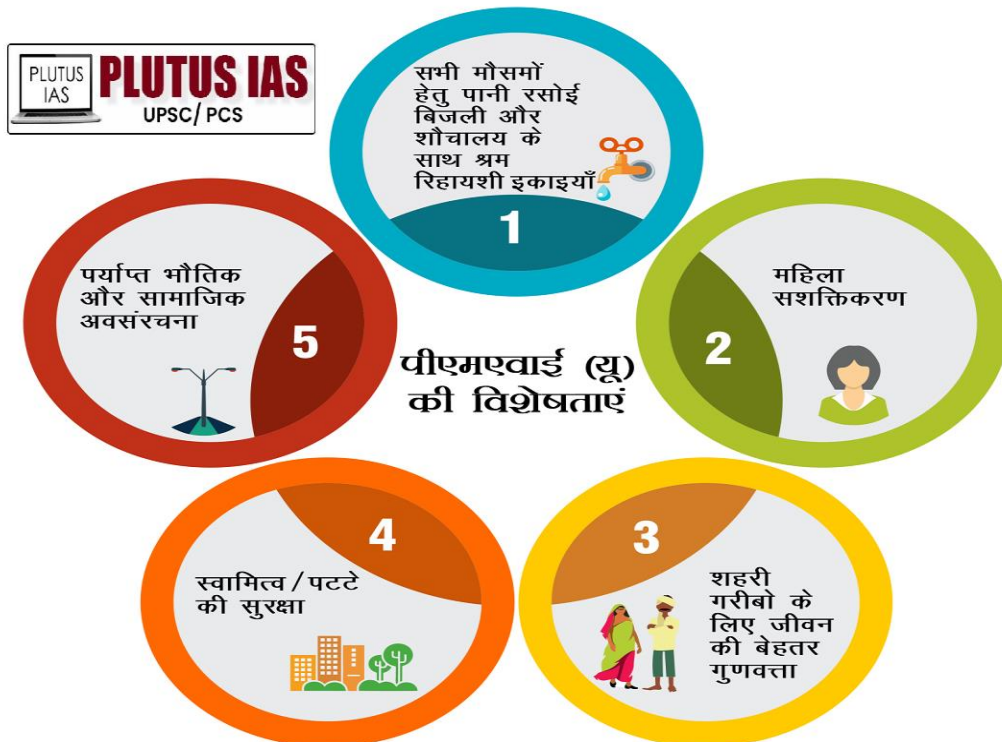 PLUTUS
IAS
PLUTUS IAS
UPSC/ PCS
सभी मौसमों
हेतु पानी रसोई
बिजली और
शौचालय के
साथ श्रम
रिहायशी इकाइयाँ
1
महिला
सशक्तिकरण
2
शहरी
गरीबो के
लिए जीवन
की बेहतर
गुणवत्ता
3
स्वामित्व/पटटे
की सुरक्षा
4
पर्याप्त भौतिक
और सामाजिक
अवसंरचना
5
पीएमएवाई (यू)
की विशेषताएं